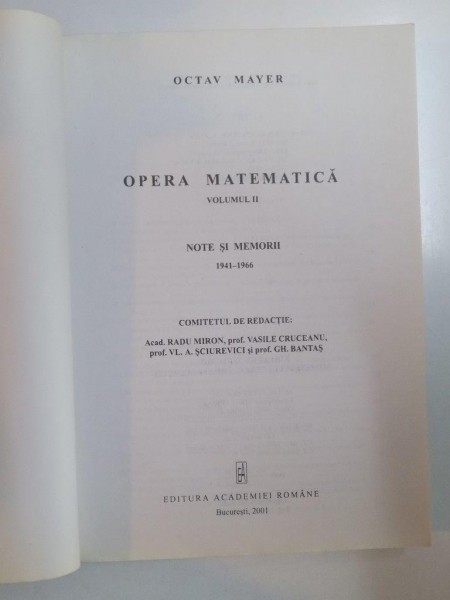 OCTAV MAYER
OPERA MATEMATICĂ
VOLUMUL II
NOTE ȘI MEMORII
1941–1966
COMITETUL DE REDACȚIE:
Acad. RADU MIRON, prof. VASILE CRUCEANU,
prof. VL. A. ȘCIUREVICI și prof. GH. BANTAȘ
EDITURA ACADEMIEI ROMÂNE
București, 2001